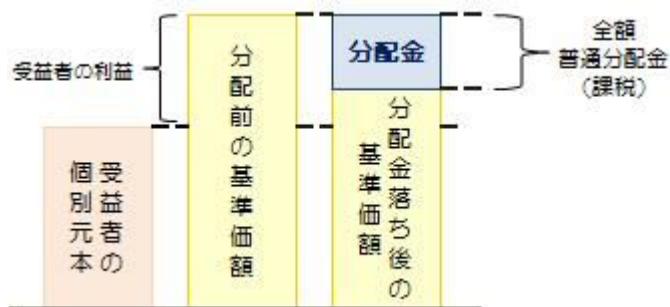 受益者の利益
受益者の
個別元本
分配前の基準価額
分配金
分配金落ち後の
基準価額
全額
普通分配金
(課税)